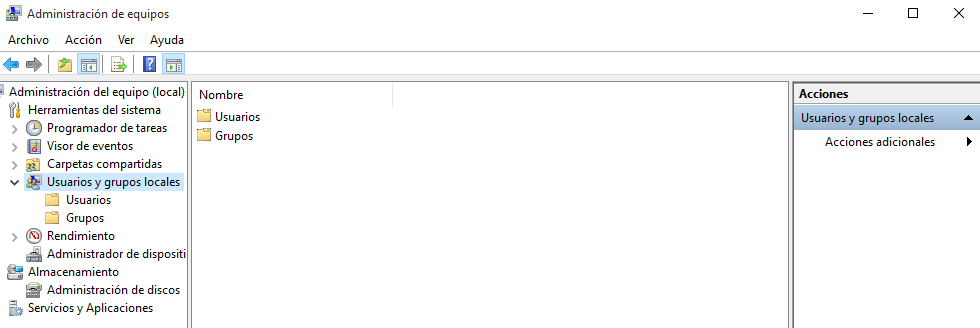 Administración de equipos
Archivo Acción Ver Ayuda
Administración del equipo (local)
Herramientas del sistema
Programador de tareas
Visor de eventos
Carpetas compartidas
Usuarios y grupos locales
Usuarios
Grupos
Rendimiento
Administrador de dispositi
Almacenamiento
Administración de discos
Servicios y Aplicaciones
Nombre
Usuarios
Grupos
Acciones
Usuarios y grupos locales
Acciones adicionales